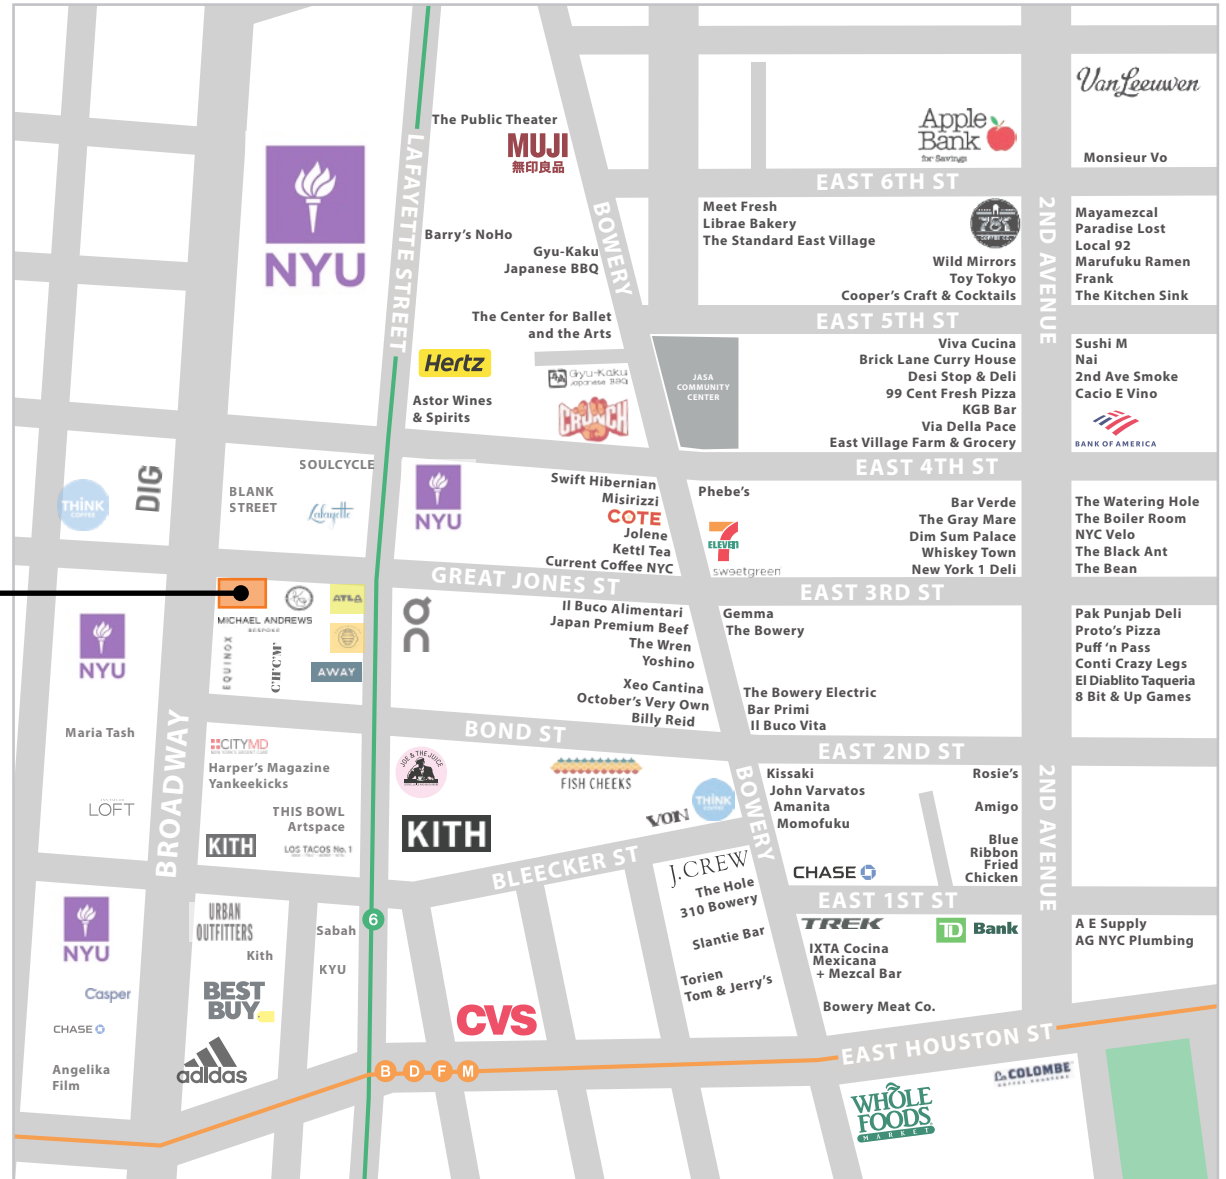 Van Leeuwen
The Public Theater
MUJI
無印良品
Apple
Bank
for Savings
Monsieur Vo
EAST 6TH ST
NYU
LAFAYETTE STREET
BOWERY
2ND AVENUE
Barry's NoHo
Gyu-Kaku
Japanese BBQ
Meet Fresh
Librae Bakery
The Standard East Village
Wild Mirrors
Toy Tokyo
Cooper's Craft & Cocktails
Mayamezcal
Paradise Lost
Local 92
Marufuku Ramen
Frank
The Kitchen Sink
The Center for Ballet
and the Arts
EAST 5TH ST
Hertz
Gyu-Kaku
Japanese BBQ
Astor Wines
& Spirits
CRUNCH
JASA
COMMUNITY
CENTER
Viva Cucina
Brick Lane Curry House
Desi Stop & Deli
99 Cent Fresh Pizza
KGB Bar
Via Della Pace
East Village Farm & Grocery
Sushi M
Nai
2nd Ave Smoke
Cacio E Vino
BANK OF AMERICA
EAST 4TH ST
THINK
COFFEE
DIG
SOULCYCLE
BLANK
STREET
Lafayette
NYU
Swift Hibernian
Misirizzi
COTE
Jolene
Kettl Tea
Current Coffee NYC
Phebe's
7
ELEVEN
sweetgreen
Bar Verde
The Gray Mare
Dim Sum Palace
Whiskey Town
New York 1 Deli
The Watering Hole
The Boiler Room
NYC Velo
The Black Ant
The Bean
GREAT JONES ST
EAST 3RD ST
NYU
MICHAEL ANDREWS
BESPOKE
ATLA
EQUINOX
AWAY
Il Buco Alimentari
Japan Premium Beef
The Wren
Yoshino
Xeo Cantina
October's Very Own
Billy Reid
Gemma
The Bowery
The Bowery Electric
Bar Primi
Il Buco Vita
Pak Punjab Deli
Proto's Pizza
Puff 'n Pass
Conti Crazy Legs
El Diablito Taqueria
8 Bit & Up Games
BOND ST
EAST 2ND ST
Maria Tash
LOFT
BROADWAY
CITYMD
Harper's Magazine
Yankeekicks
THIS BOWL
Artspace
KITH
LOS TACOS No. 1
JOE & THE JUICE
KITH
FISH CHEEKS
VON
THINK
COFFEE
BLEECKER ST
BOWERY
Kissaki
John Varvatos
Amanita
Momofuku
CHASE
Rosie's
Amigo
Blue
Ribbon
Fried
Chicken
2ND AVENUE
EAST 1ST ST
NYU
Casper
CHASE
Angelika
Film
URBAN
OUTFITTERS
Kith
BEST
BUY
adidas
Sabah
KYU
6
CVS
J.CREW
The Hole
310 Bowery
Slantie Bar
Torien
Tom & Jerry's
TREK
IXTA Cocina
Mexicana
+ Mezcal Bar
Bowery Meat Co.
TD Bank
A E Supply
AG NYC Plumbing
B D F M
EAST HOUSTON ST
WHOLE
FOODS
MARKET
La COLOMBE
COFFEE ROASTERS